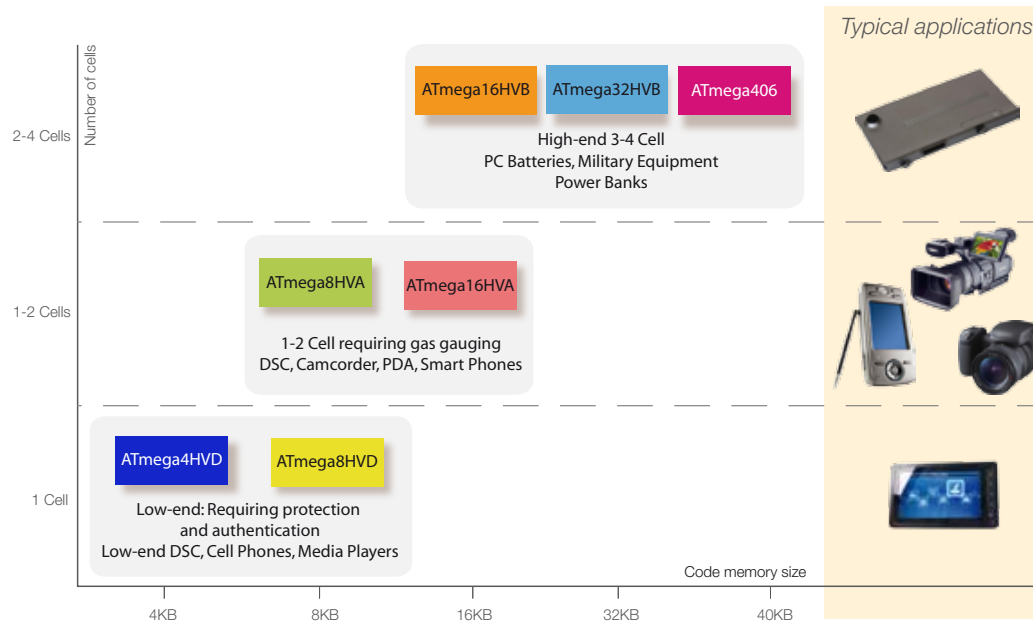 Typical applications
Number of cells
2-4 Cells
ATmega16HVB
ATmega32HVB
ATmega406
High-end 3-4 Cell
PC Batteries, Military Equipment
Power Banks
1-2 Cells
ATmega8HVA
ATmega16HVA
1-2 Cell requiring gas gauging
DSC, Camcorder, PDA, Smart Phones
1 Cell
ATmega4HVD
ATmega8HVD
Low-end: Requiring protection
and authentication
Low-end DSC, Cell Phones, Media Players
Code memory size
4KB
8KB
16KB
32KB
40KB